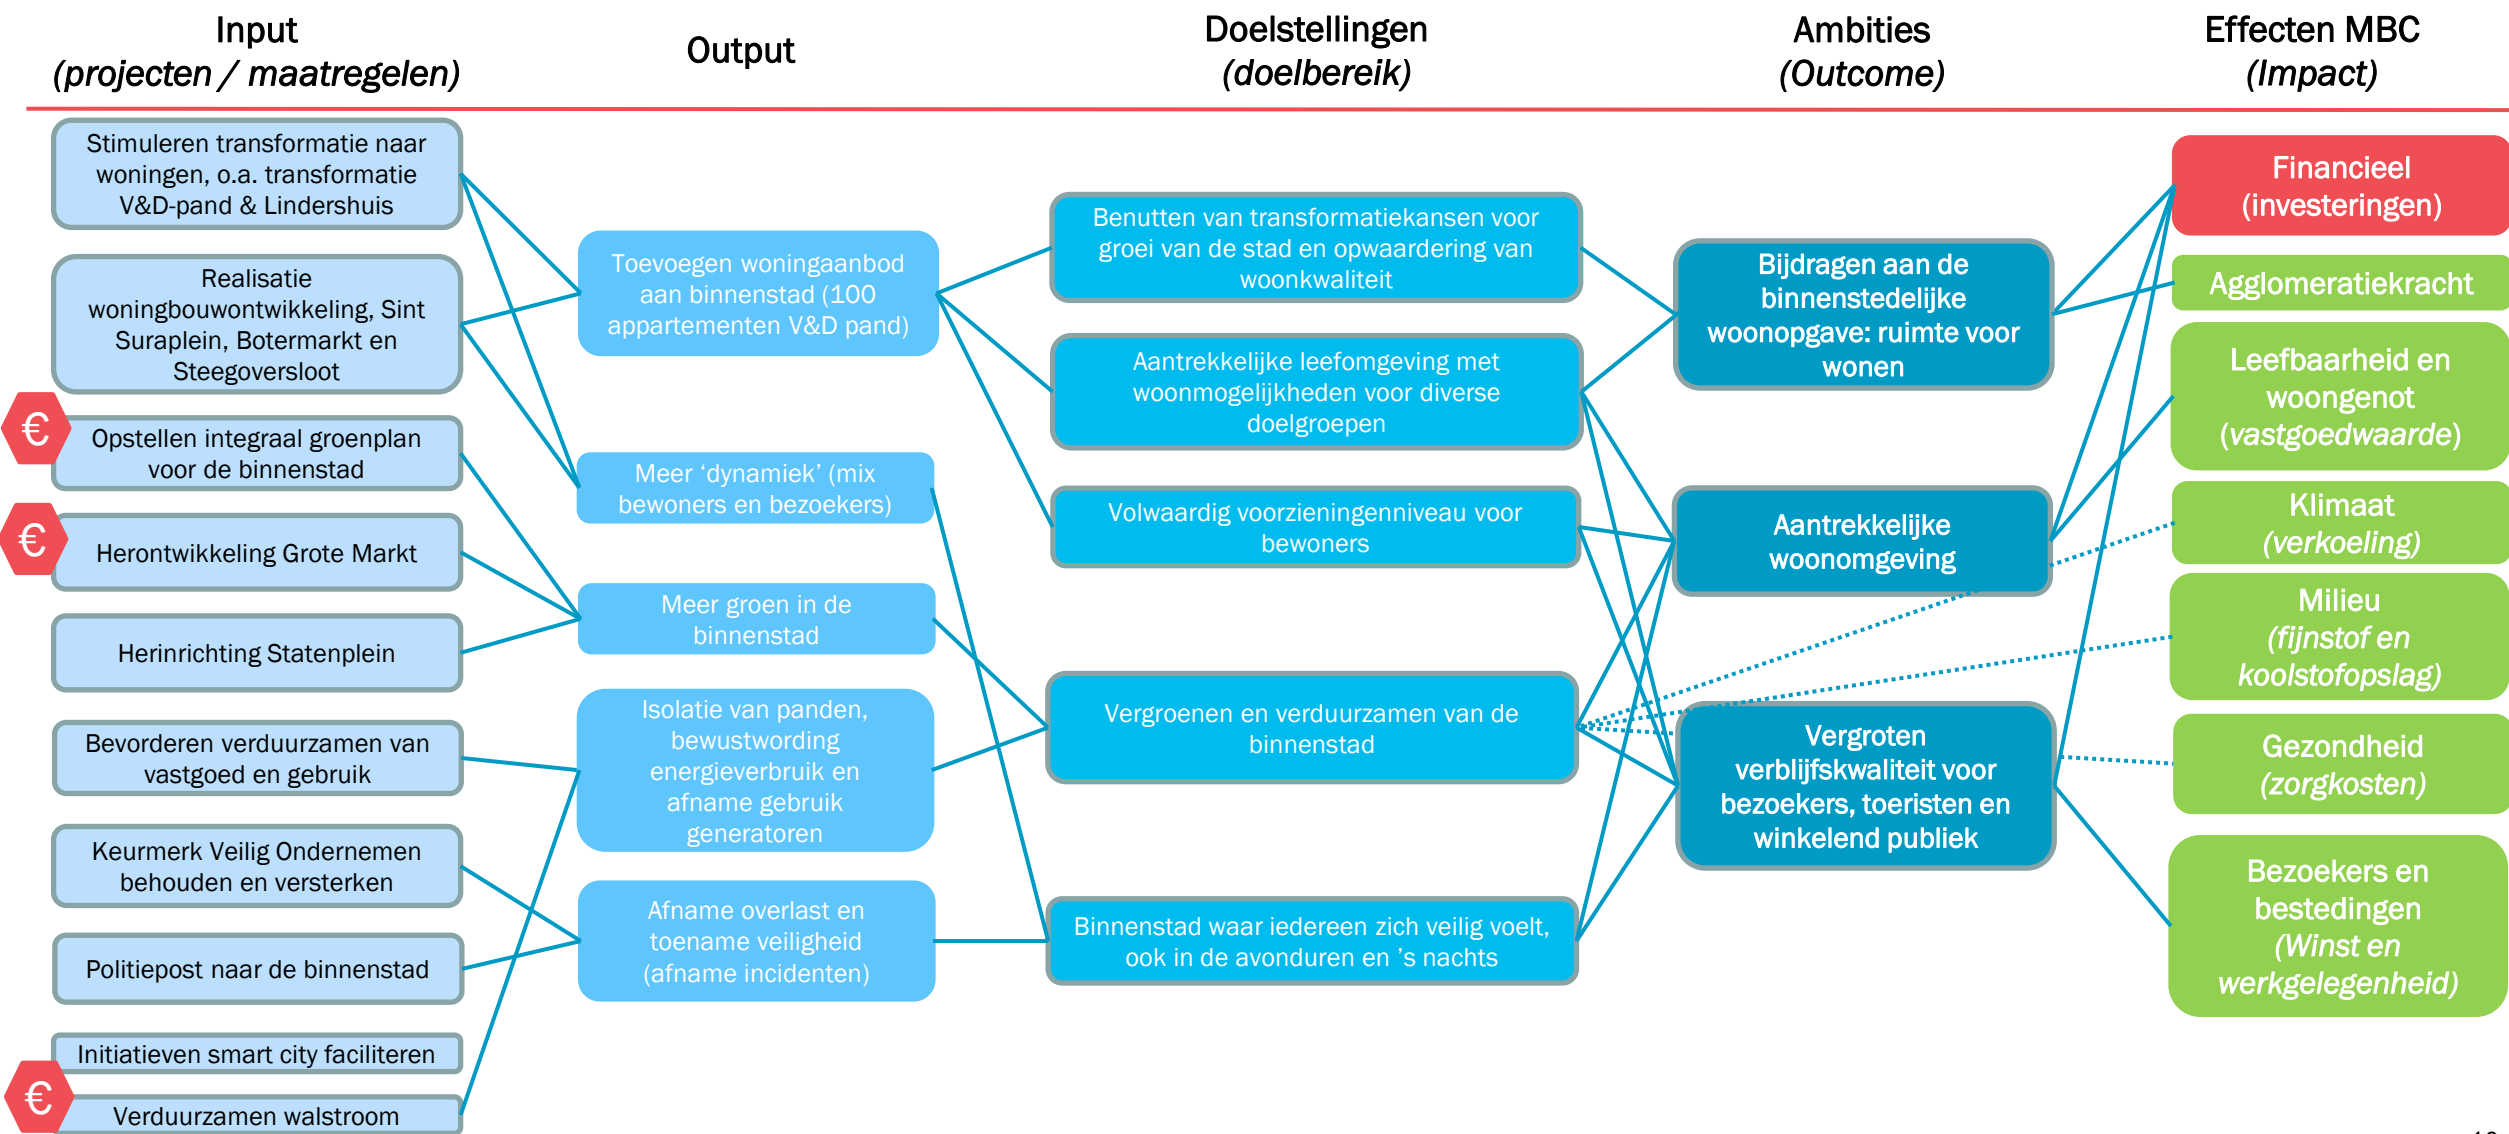 Input
(projecten / maatregelen)
Output
Doelstellingen
(doelbereik)
Ambities
(Outcome)
Effecten MBC
(Impact)
Stimuleren transformatie naar
woningen, o.a. transformatie
V&D-pand & Lindershuis
Realisatie
woningbouwontwikkeling, Sint
Suraplein, Botermarkt en
Steegoversloot
€
Opstellen integraal groenplan
voor de binnenstad
€
Herontwikkeling Grote Markt
Herinrichting Statenplein
Bevorderen verduurzamen van
vastgoed en gebruik
Keurmerk Veilig Ondernemen
behouden en versterken
Politiepost naar de binnenstad
Initiatieven smart city faciliteren
€
Verduurzamen walstroom
Toevoegen woningaanbod
aan binnenstad (100
appartementen V&D pand)
Meer ‘dynamiek’ (mix
bewoners en bezoekers)
Meer groen in de
binnenstad
Isolatie van panden,
bewustwording
energieverbruik en
afname gebruik
generatoren
Afname overlast en
toename veiligheid
(afname incidenten)
Benutten van transformatiekansen voor
groei van de stad en opwaardering van
woonkwaliteit
Aantrekkelijke leefomgeving met
woonmogelijkheden voor diverse
doelgroepen
Volwaardig voorzieningenniveau voor
bewoners
Vergroenen en verduurzamen van de
binnenstad
Binnenstad waar iedereen zich veilig voelt,
ook in de avonduren en ’s nachts
Bijdragen aan de
binnenstedelijke
woonopgave: ruimte voor
wonen
Aantrekkelijke
woonomgeving
Vergroten
verblijfskwaliteit voor
bezoekers, toeristen en
winkelend publiek
Financieel
(investeringen)
Agglomeratiekracht
Leefbaarheid en
woongenot
(vastgoedwaarde)
Klimaat
(verkoeling)
Milieu
(fijnstof en
koolstofopslag)
Gezondheid
(zorgkosten)
Bezoekers en
bestedingen
(Winst en
werkgelegenheid)